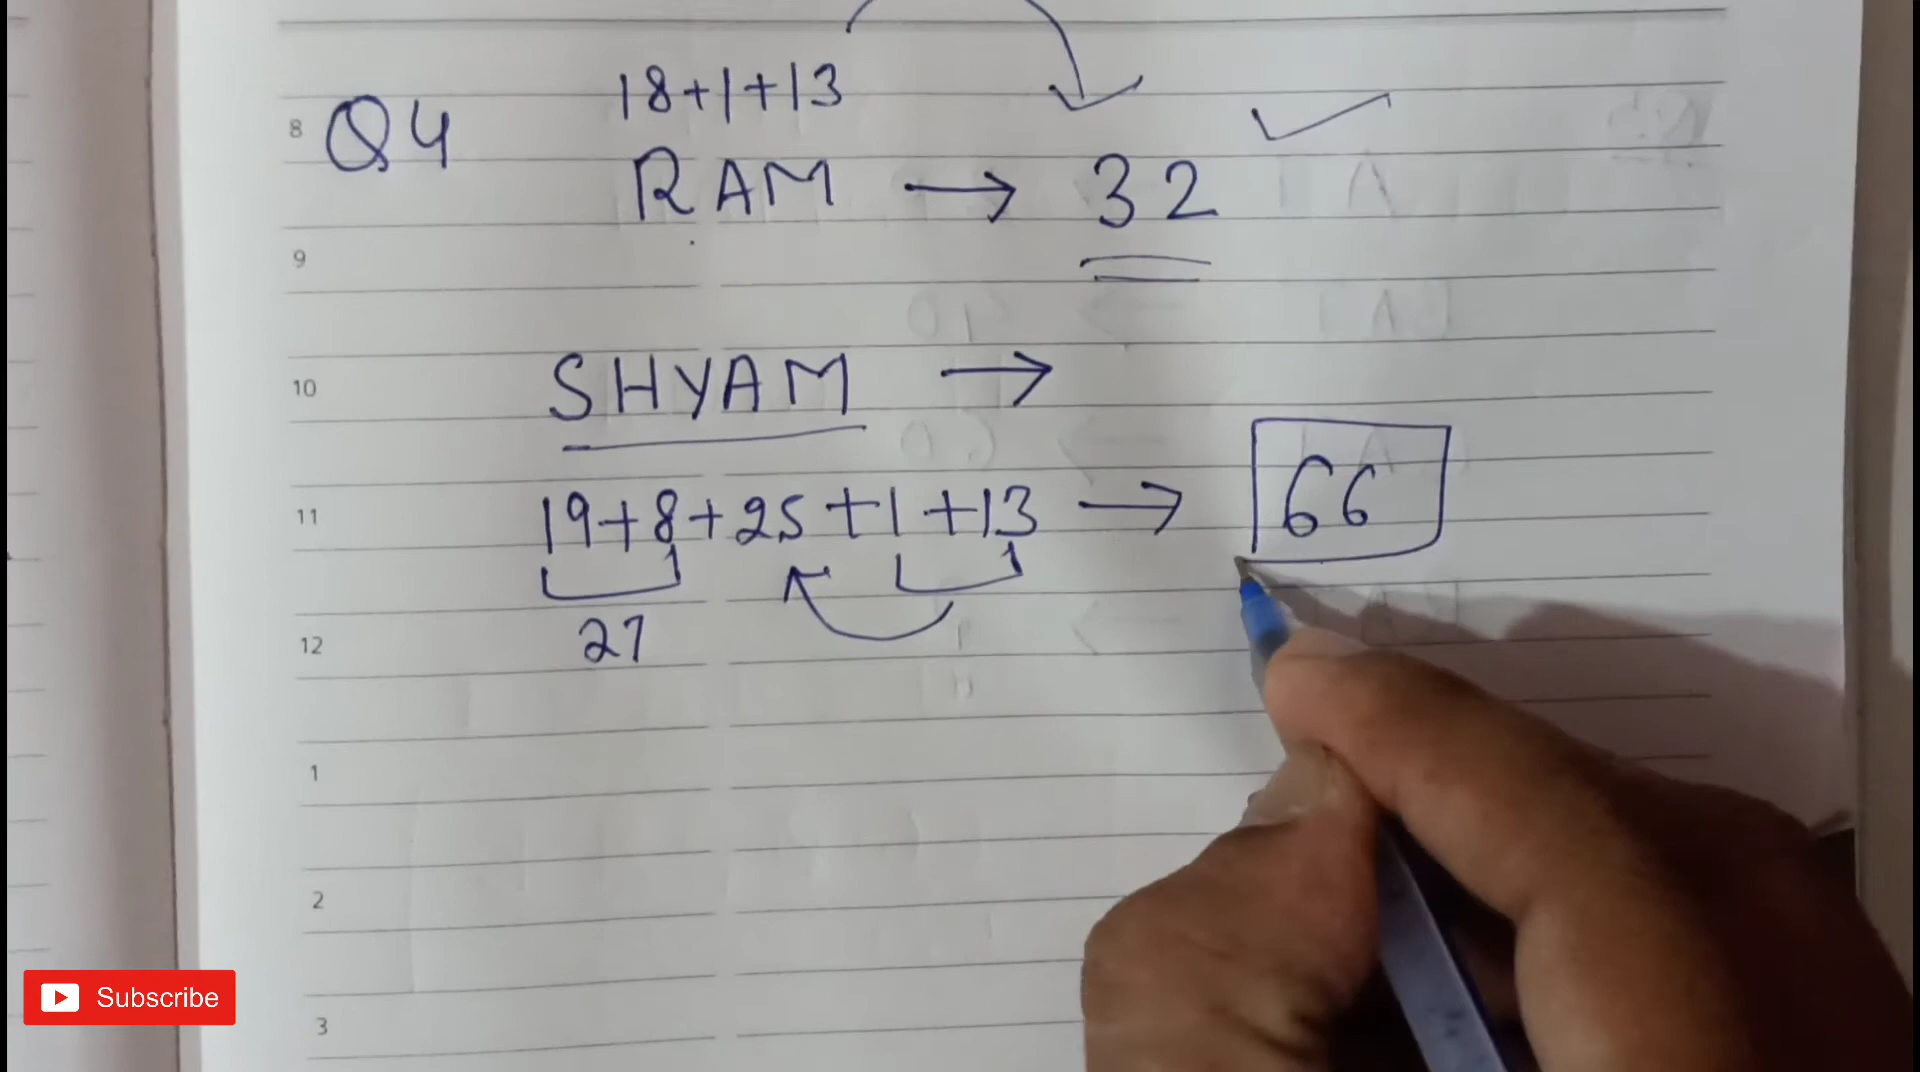 18+1+13
8
Q4
RAM → 32
9
10
SHYAM →
11
19+8+25+1+13 → 66
12
27
1
2
3
Subscribe